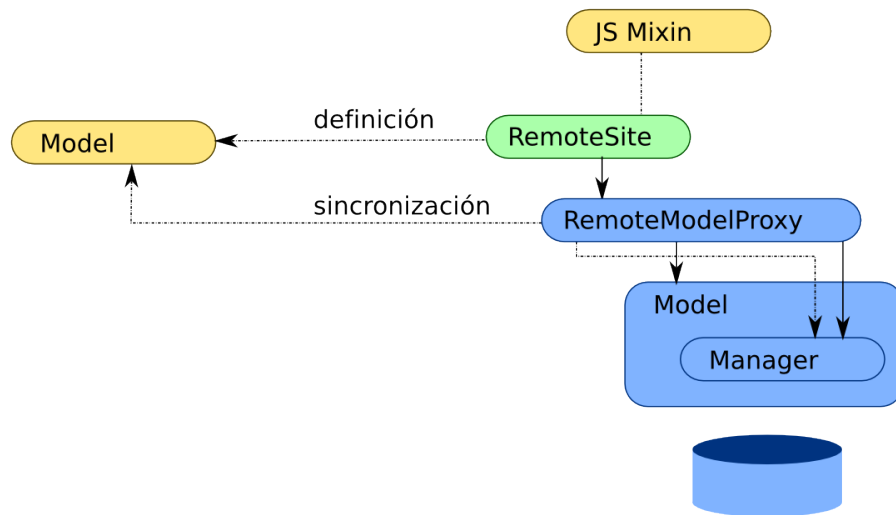 JS Mixin
definición
RemoteSite
Model
sincronización
RemoteModelProxy
Model
Manager